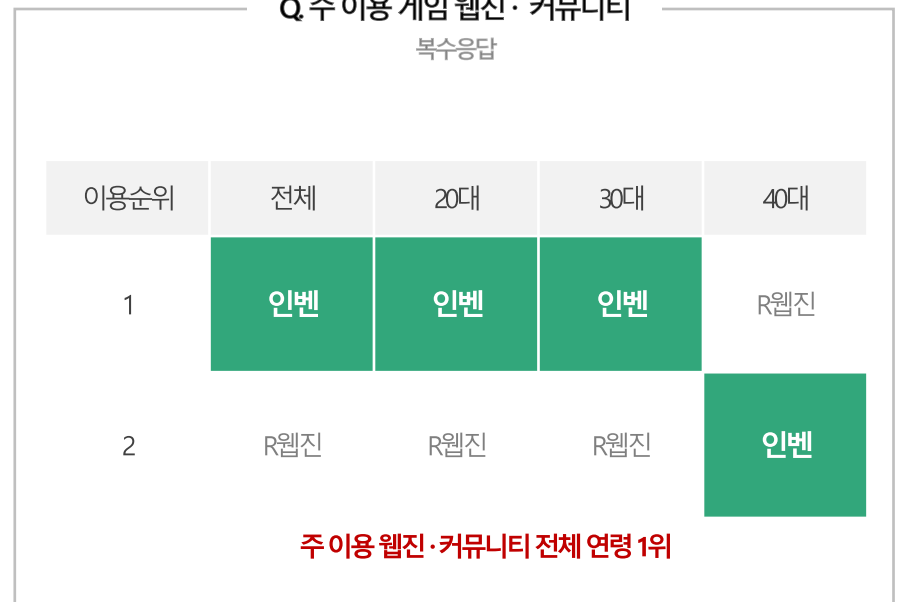 Q. 주 이용 게임 웹진 · 커뮤니티
복수응답
이용순위 전체 20대 30대 40대
1 인벤 인벤 인벤 R웹진
2 R웹진 R웹진 R웹진 인벤
주 이용 웹진 · 커뮤니티 전체 연령 1위